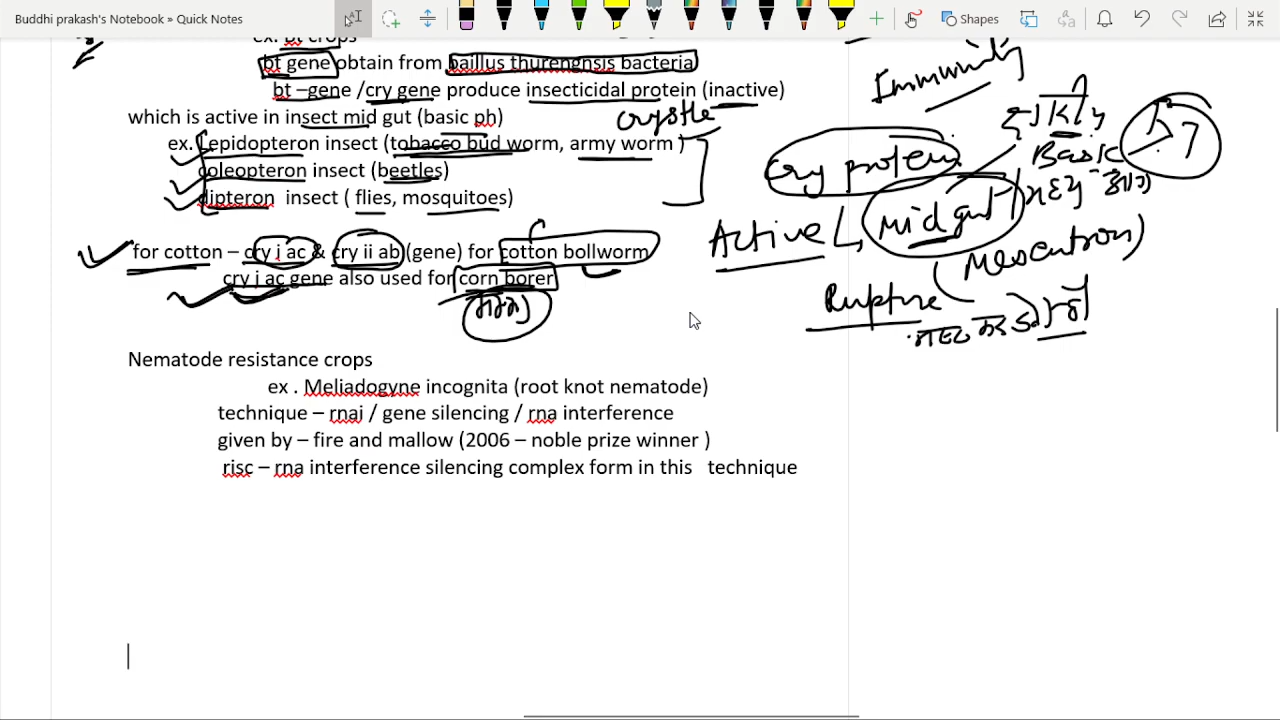 Buddhi prakash's Notebook » Quick Notes
Shapes
ex. bt crops
bt gene obtain from baillus thurengnsis bacteria
bt –gene /cry gene produce insecticidal protein (inactive)
which is active in insect mid gut (basic ph)
crystle
ex. Lepidopteron insect (tobacco bud worm, army worm )
coleopteron insect (beetles)
dipteron insect ( flies, mosquitoes)
for cotton – cry i ac & cry ii ab (gene) for cotton bollworm
cry i ac gene also used for corn borer
Immunity
Cry protein
Basic
Active
midgut
Rupture
Nematode resistance crops
ex . Meliadogyne incognita (root knot nematode)
technique – rnai / gene silencing / rna interference
given by – fire and mallow (2006 – noble prize winner )
risc – rna interference silencing complex form in this technique